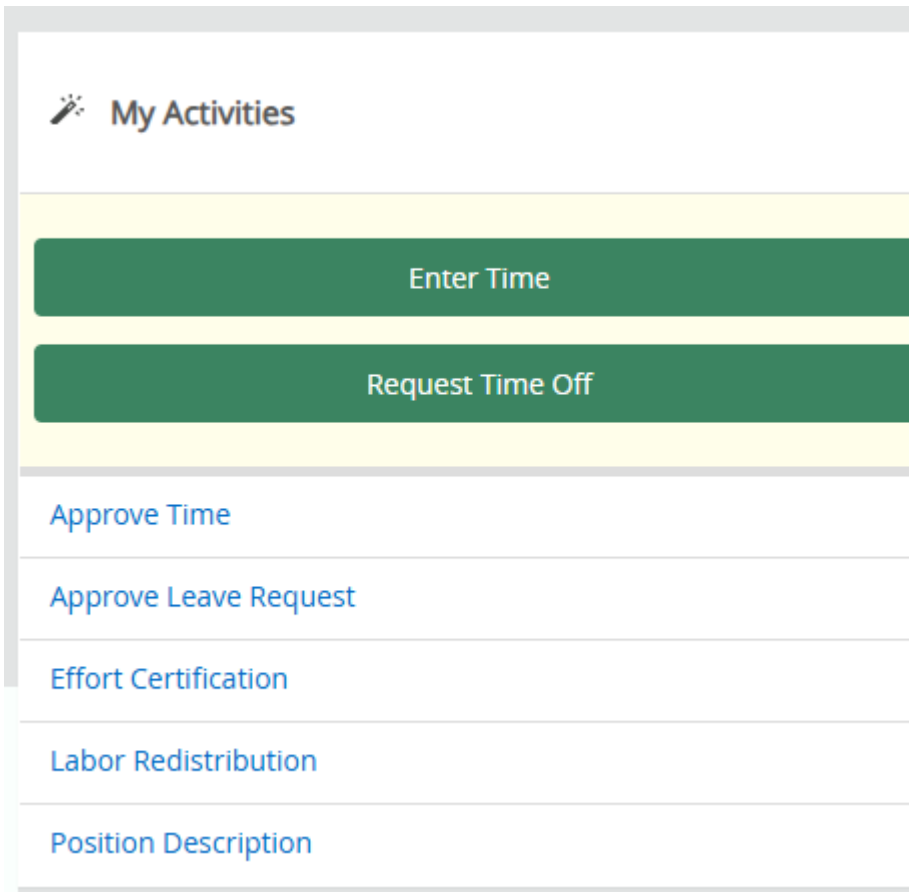 My Activities
Enter Time
Request Time Off
Approve Time
Approve Leave Request
Effort Certification
Labor Redistribution
Position Description